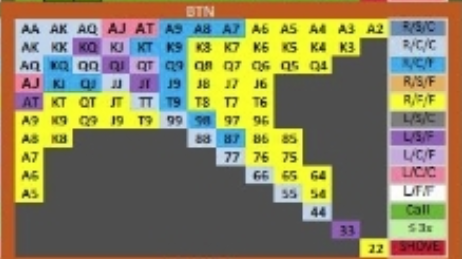 BTN
AA AK AQ AJ AT A9 A8 A7 A6 A5 A4 A3 A2 R/S/C
AK KK KQ KJ KT K9 K8 K7 K6 K5 K4 K3 R/C/C
AQ KQ QQ QJ QT Q9 Q8 Q7 Q6 Q5 Q4 R/C/F
AJ KJ QJ JJ JT J9 J8 J7 J6 R/S/F
AT KT QT JT TT T9 T8 T7 T6 R/F/F
A9 K9 Q9 J9 T9 99 98 97 96 L/S/C
A8 K8 88 87 86 85 L/S/F
A7 77 76 75 L/C/F
A6 66 65 64 L/C/C
A5 55 54 L/F/F
44 Call
33 ≤3x
22 SHOVE